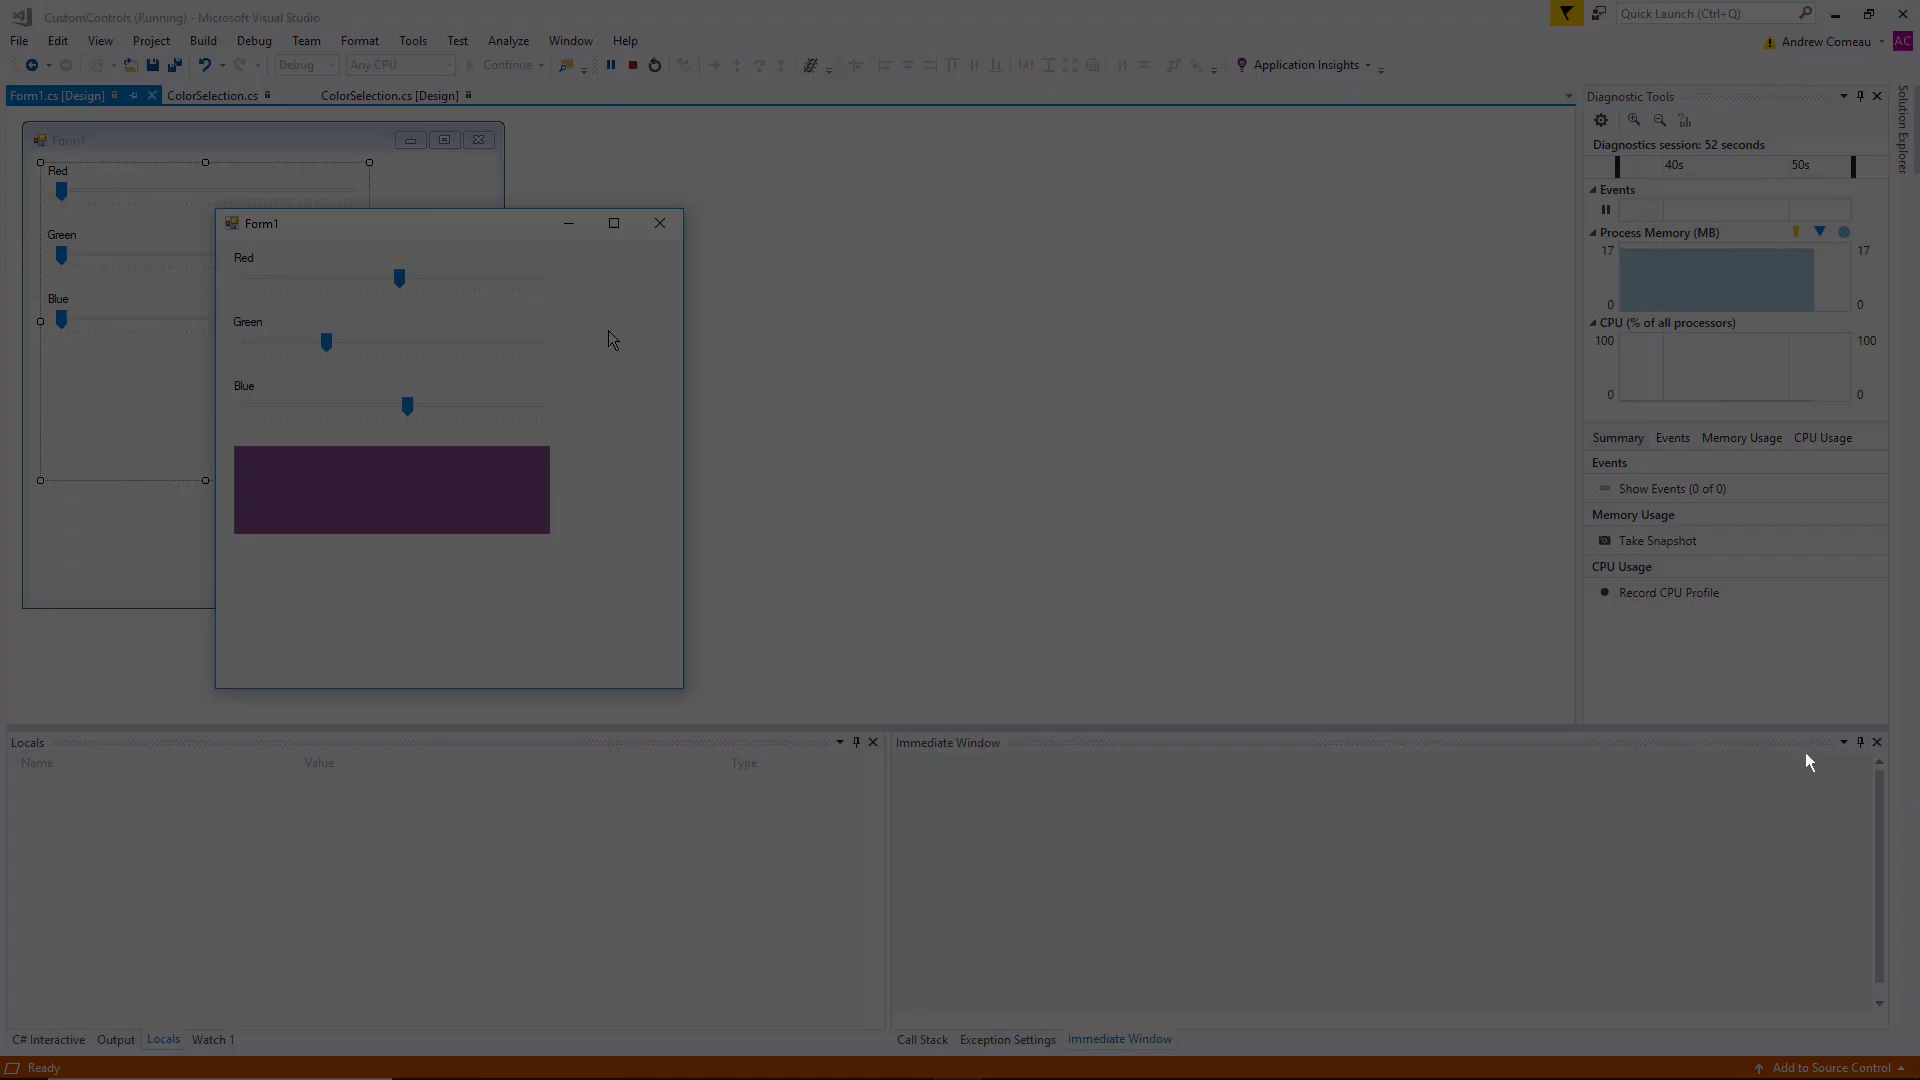 CustomControls (Running) - Microsoft Visual Studio
Quick Launch (Ctrl+Q)
File Edit View Project Build Debug Team Format Tools Test Analyze Window Help
Andrew Comeau AC
Debug Any CPU Continue Application Insights
Form1.cs [Design] ColorSelection.cs ColorSelection.cs [Design]
Form1
Red
Green
Blue
Form1
Red
Green
Blue
Diagnostic Tools
Diagnostics session: 52 seconds
40s 50s
Events
Process Memory (MB)
17 17
0 0
CPU (% of all processors)
100 100
0 0
Summary Events Memory Usage CPU Usage
Events
Show Events (0 of 0)
Memory Usage
Take Snapshot
CPU Usage
Record CPU Profile
Solution Explorer
Locals
Name Value Type
Immediate Window
C# Interactive Output Locals Watch 1
Call Stack Exception Settings Immediate Window
Ready
Add to Source Control